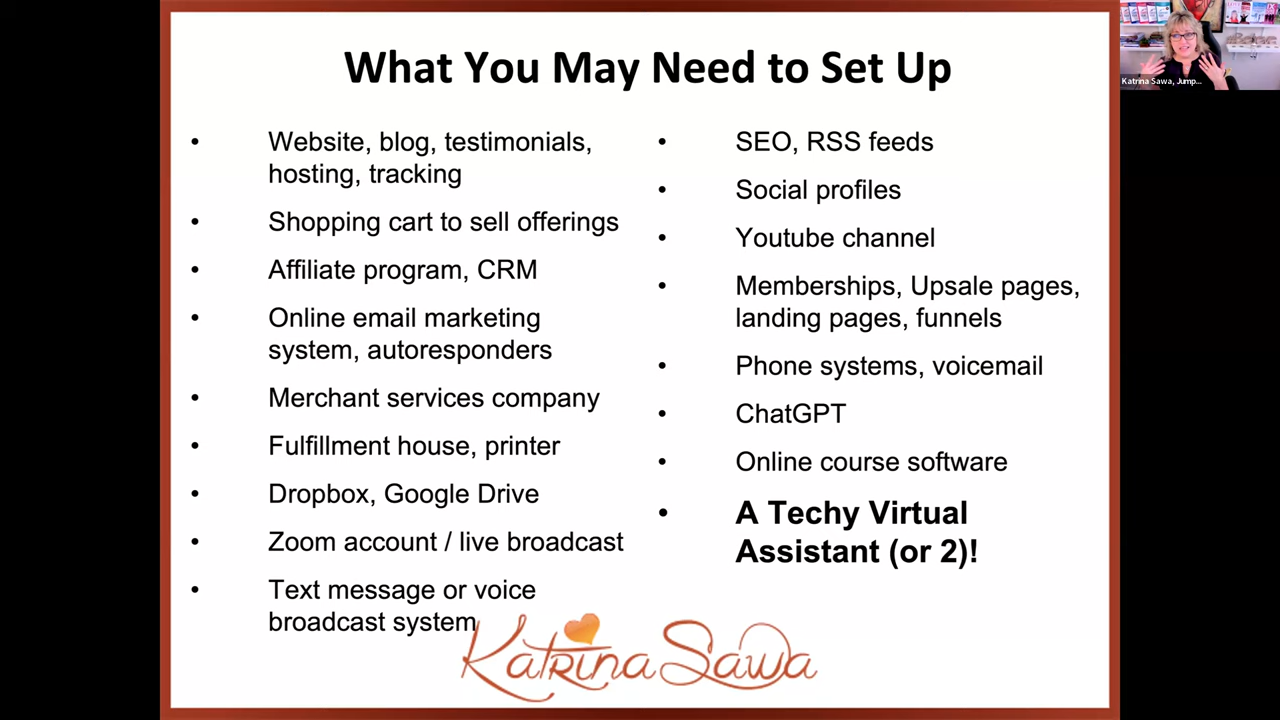 What You May Need to Set Up
• Website, blog, testimonials,
hosting, tracking
• Shopping cart to sell offerings
• Affiliate program, CRM
• Online email marketing
system, autoresponders
• Merchant services company
• Fulfillment house, printer
• Dropbox, Google Drive
• Zoom account / live broadcast
• Text message or voice
broadcast system
• SEO, RSS feeds
• Social profiles
• Youtube channel
• Memberships, Upsale pages,
landing pages, funnels
• Phone systems, voicemail
• ChatGPT
• Online course software
• A Techy Virtual
Assistant (or 2)!
Katrina Sawa
Katrina Sawa, Jump...